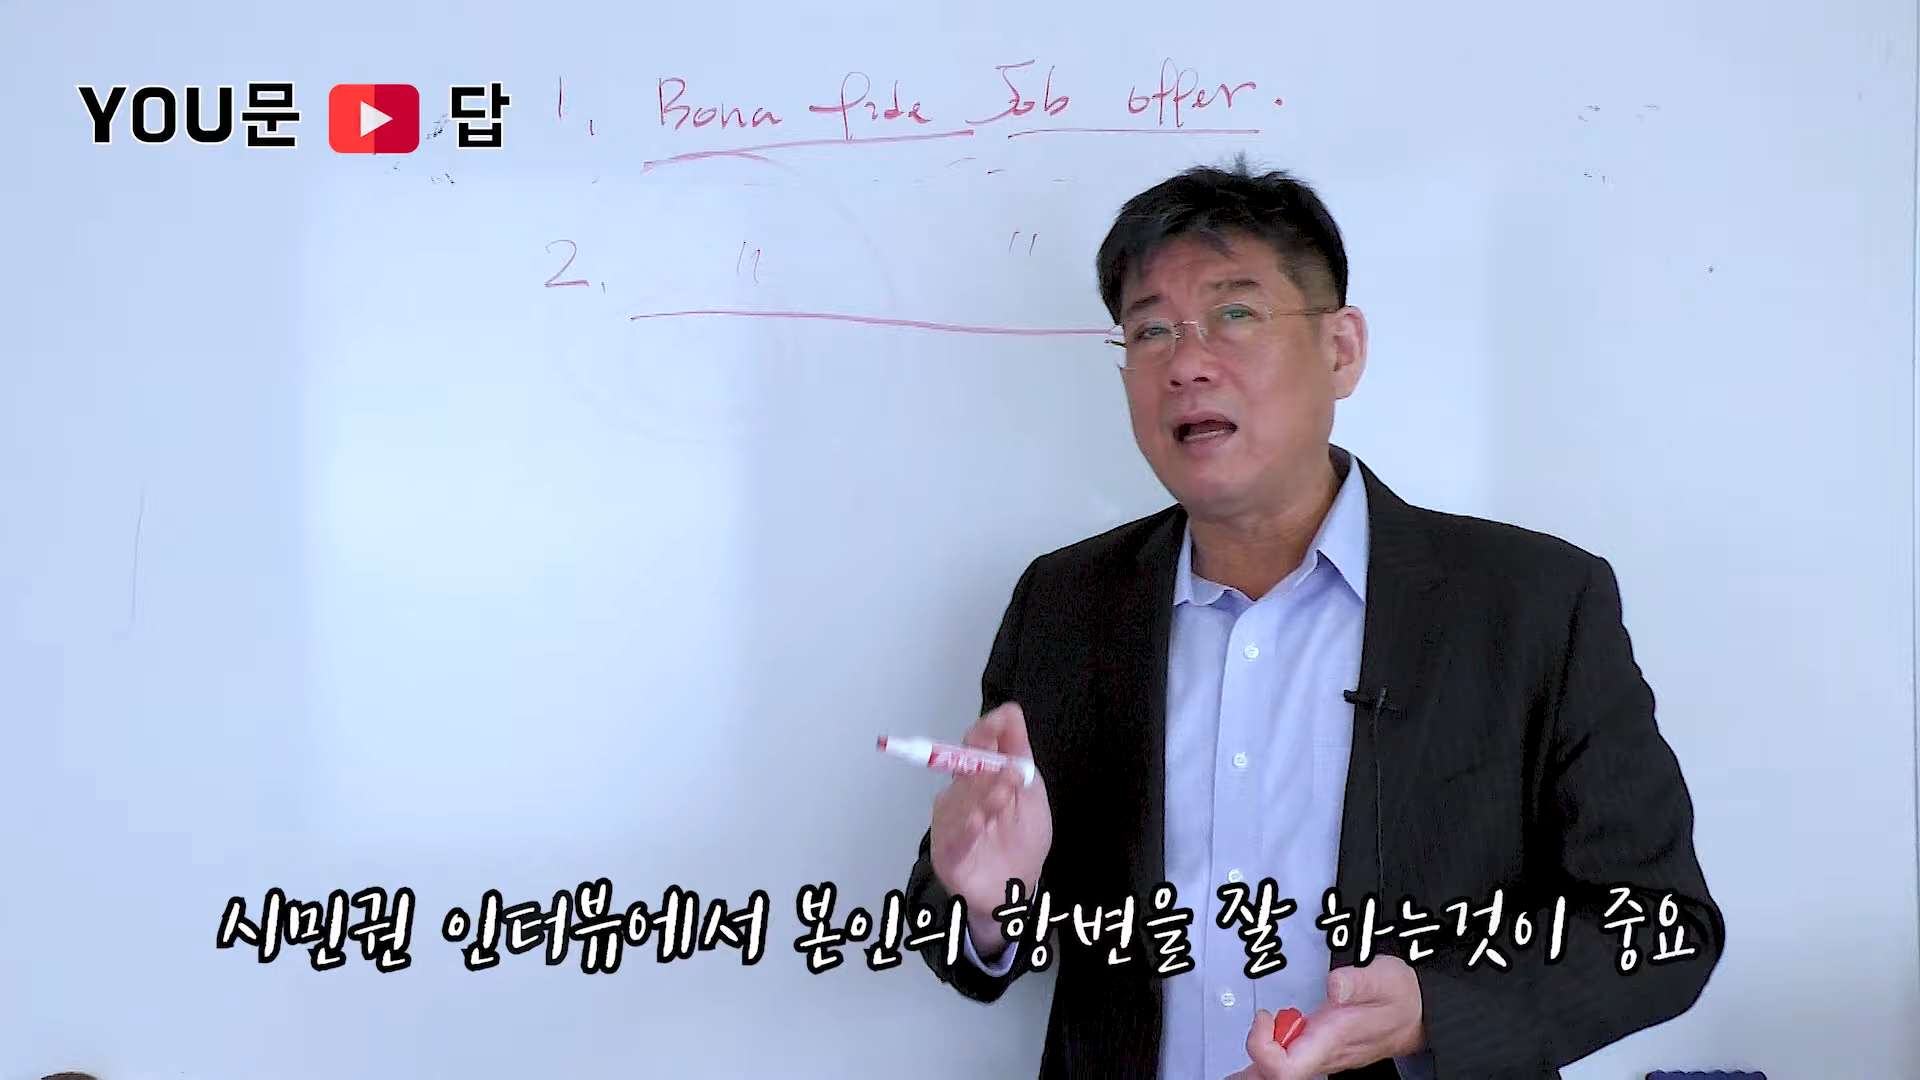 YOU문답
1. Bona fide Job offer.
2. " "
시민권 인터뷰에서 본인의 항변을 잘 하는것이 중요